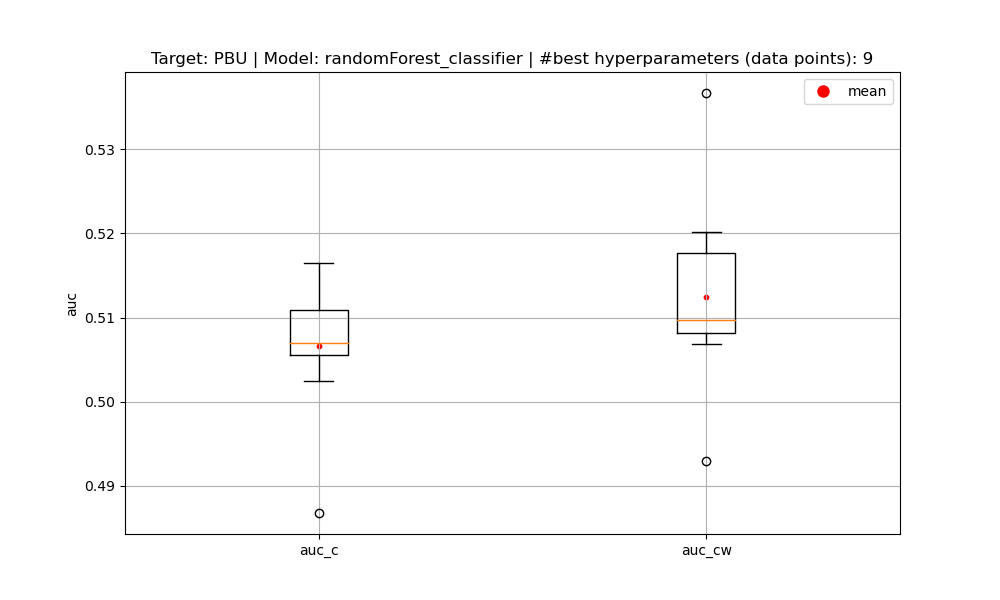 Target: PBU | Model: randomForest_classifier | #best hyperparameters (data points): 9
mean
0.53
0.52
0.51
0.50
0.49
auc
auc_c
auc_cw